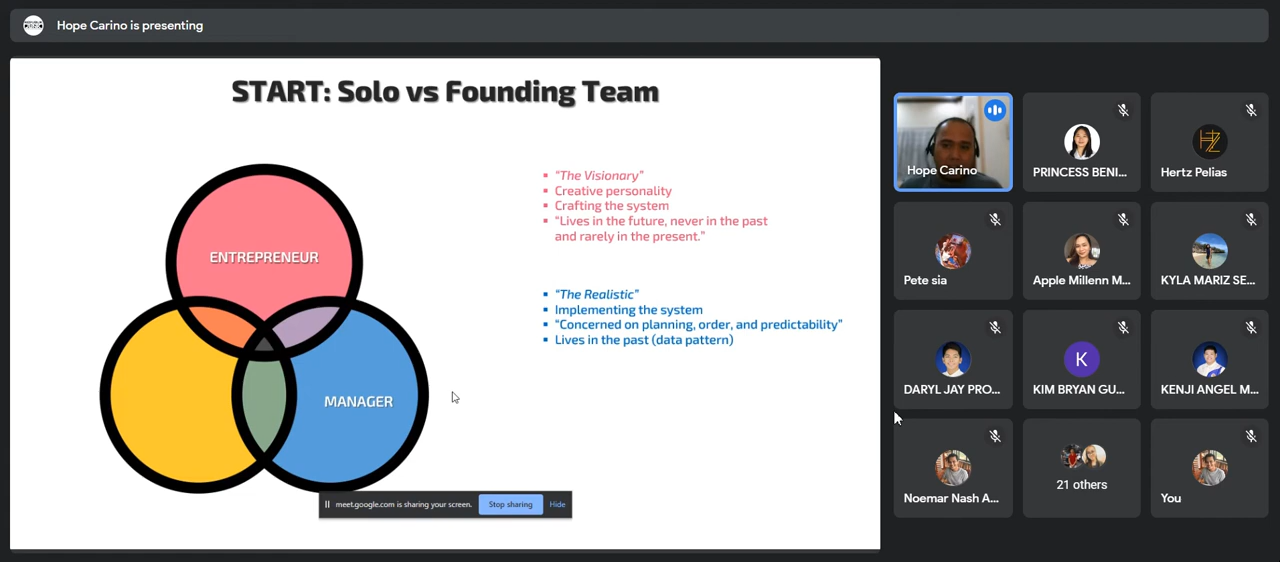 Hope Carino is presenting
START: Solo vs Founding Team
ENTREPRENEUR
MANAGER
"The Visionary"
Creative personality
Crafting the system
"Lives in the future, never in the past
and rarely in the present."
"The Realistic"
Implementing the system
"Concerned on planning, order, and predictability"
Lives in the past (data pattern)
meet.google.com is sharing your screen. Stop sharing Hide
Hope Carino
PRINCESS BENI...
Hertz Pelias
Pete sia
Apple Millenn M...
KYLA MARIZ SE...
DARYL JAY PRO...
K
KIM BRYAN GU...
KENJI ANGEL M...
Noemar Nash A...
21 others
You